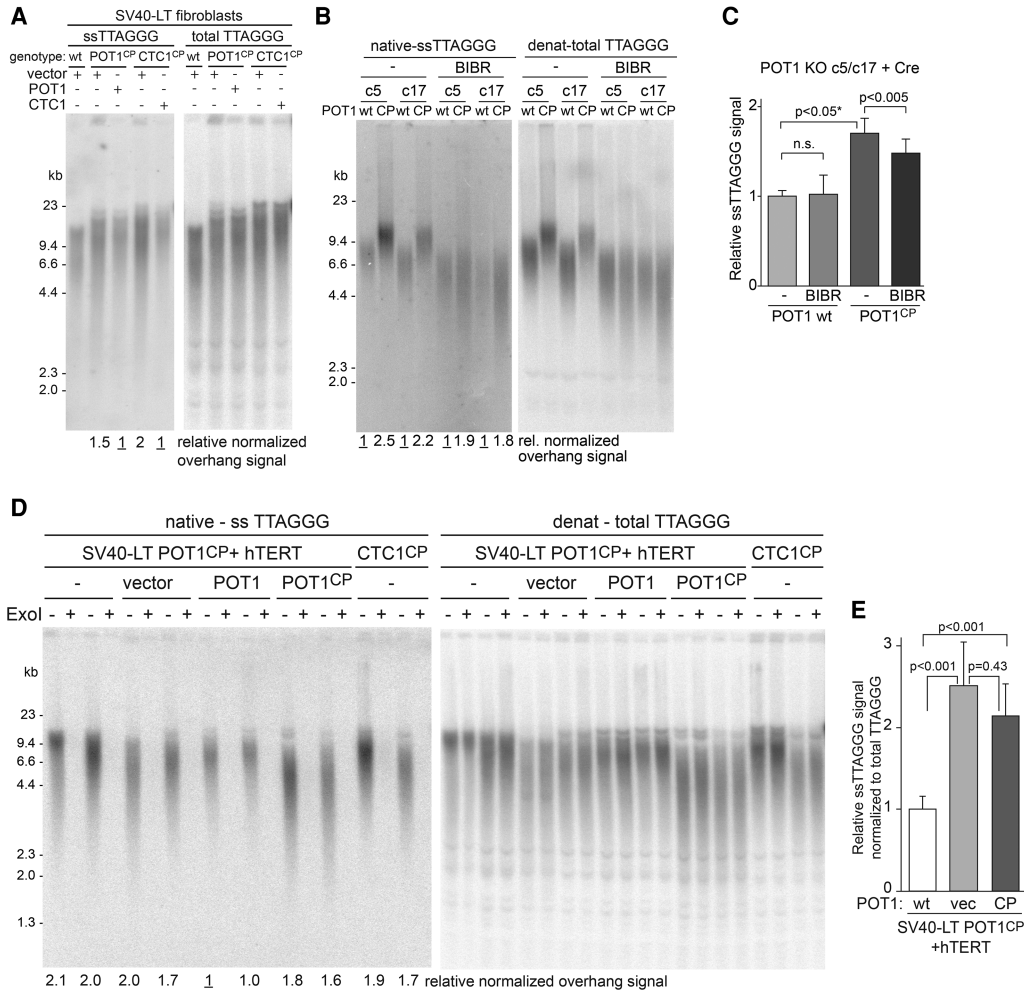 A
SV40-LT fibroblasts
ssTTAGGG total TTAGGG
genotype: wt POT1CP CTC1CP wt POT1CP CTC1CP
vector + + - + - + + - + -
POT1 - - + - - - - + - -
CTC1 - - - - + - - - - +
kb
23 -
9.4 -
6.6 -
4.4 -
2.3 -
2.0 -
1.5 1 2 1 relative normalized
overhang signal
B
native-ssTTAGGG denat-total TTAGGG
- BIBR - BIBR
c5 c17 c5 c17 c5 c17 c5 c17
POT1 wt CP wt CP wt CP wt CP wt CP wt CP wt CP wt CP
kb
23 -
9.4 -
6.6 -
4.4 -
2.3 -
2.0 -
1 2.5 1 2.2 1 1.9 1 1.8 rel. normalized
overhang signal
C
POT1 KO c5/c17 + Cre
Relative ssTTAGGG signal
2
1
0
p<0.005
p<0.05*
n.s.
- BIBR - BIBR
POT1 wt POT1CP
D
native - ss TTAGGG denat - total TTAGGG
SV40-LT POT1CP+ hTERT CTC1CP SV40-LT POT1CP+ hTERT CTC1CP
- vector POT1 POT1CP - - vector POT1 POT1CP -
ExoI - + - + - + - + - + - + - + - + - + - + - + - + - + - + - + - + - + - + - + - +
kb
23 -
9.4 -
6.6 -
4.4 -
2.3 -
2.0 -
1.3 -
2.1 2.0 2.0 1.7 1 1.0 1.8 1.6 1.9 1.7 relative normalized overhang signal
E
Relative ssTTAGGG signal
normalized to total TTAGGG
3
2
1
0
p<0.001
p<0.001 p=0.43
POT1: wt vec CP
SV40-LT POT1CP
+hTERT